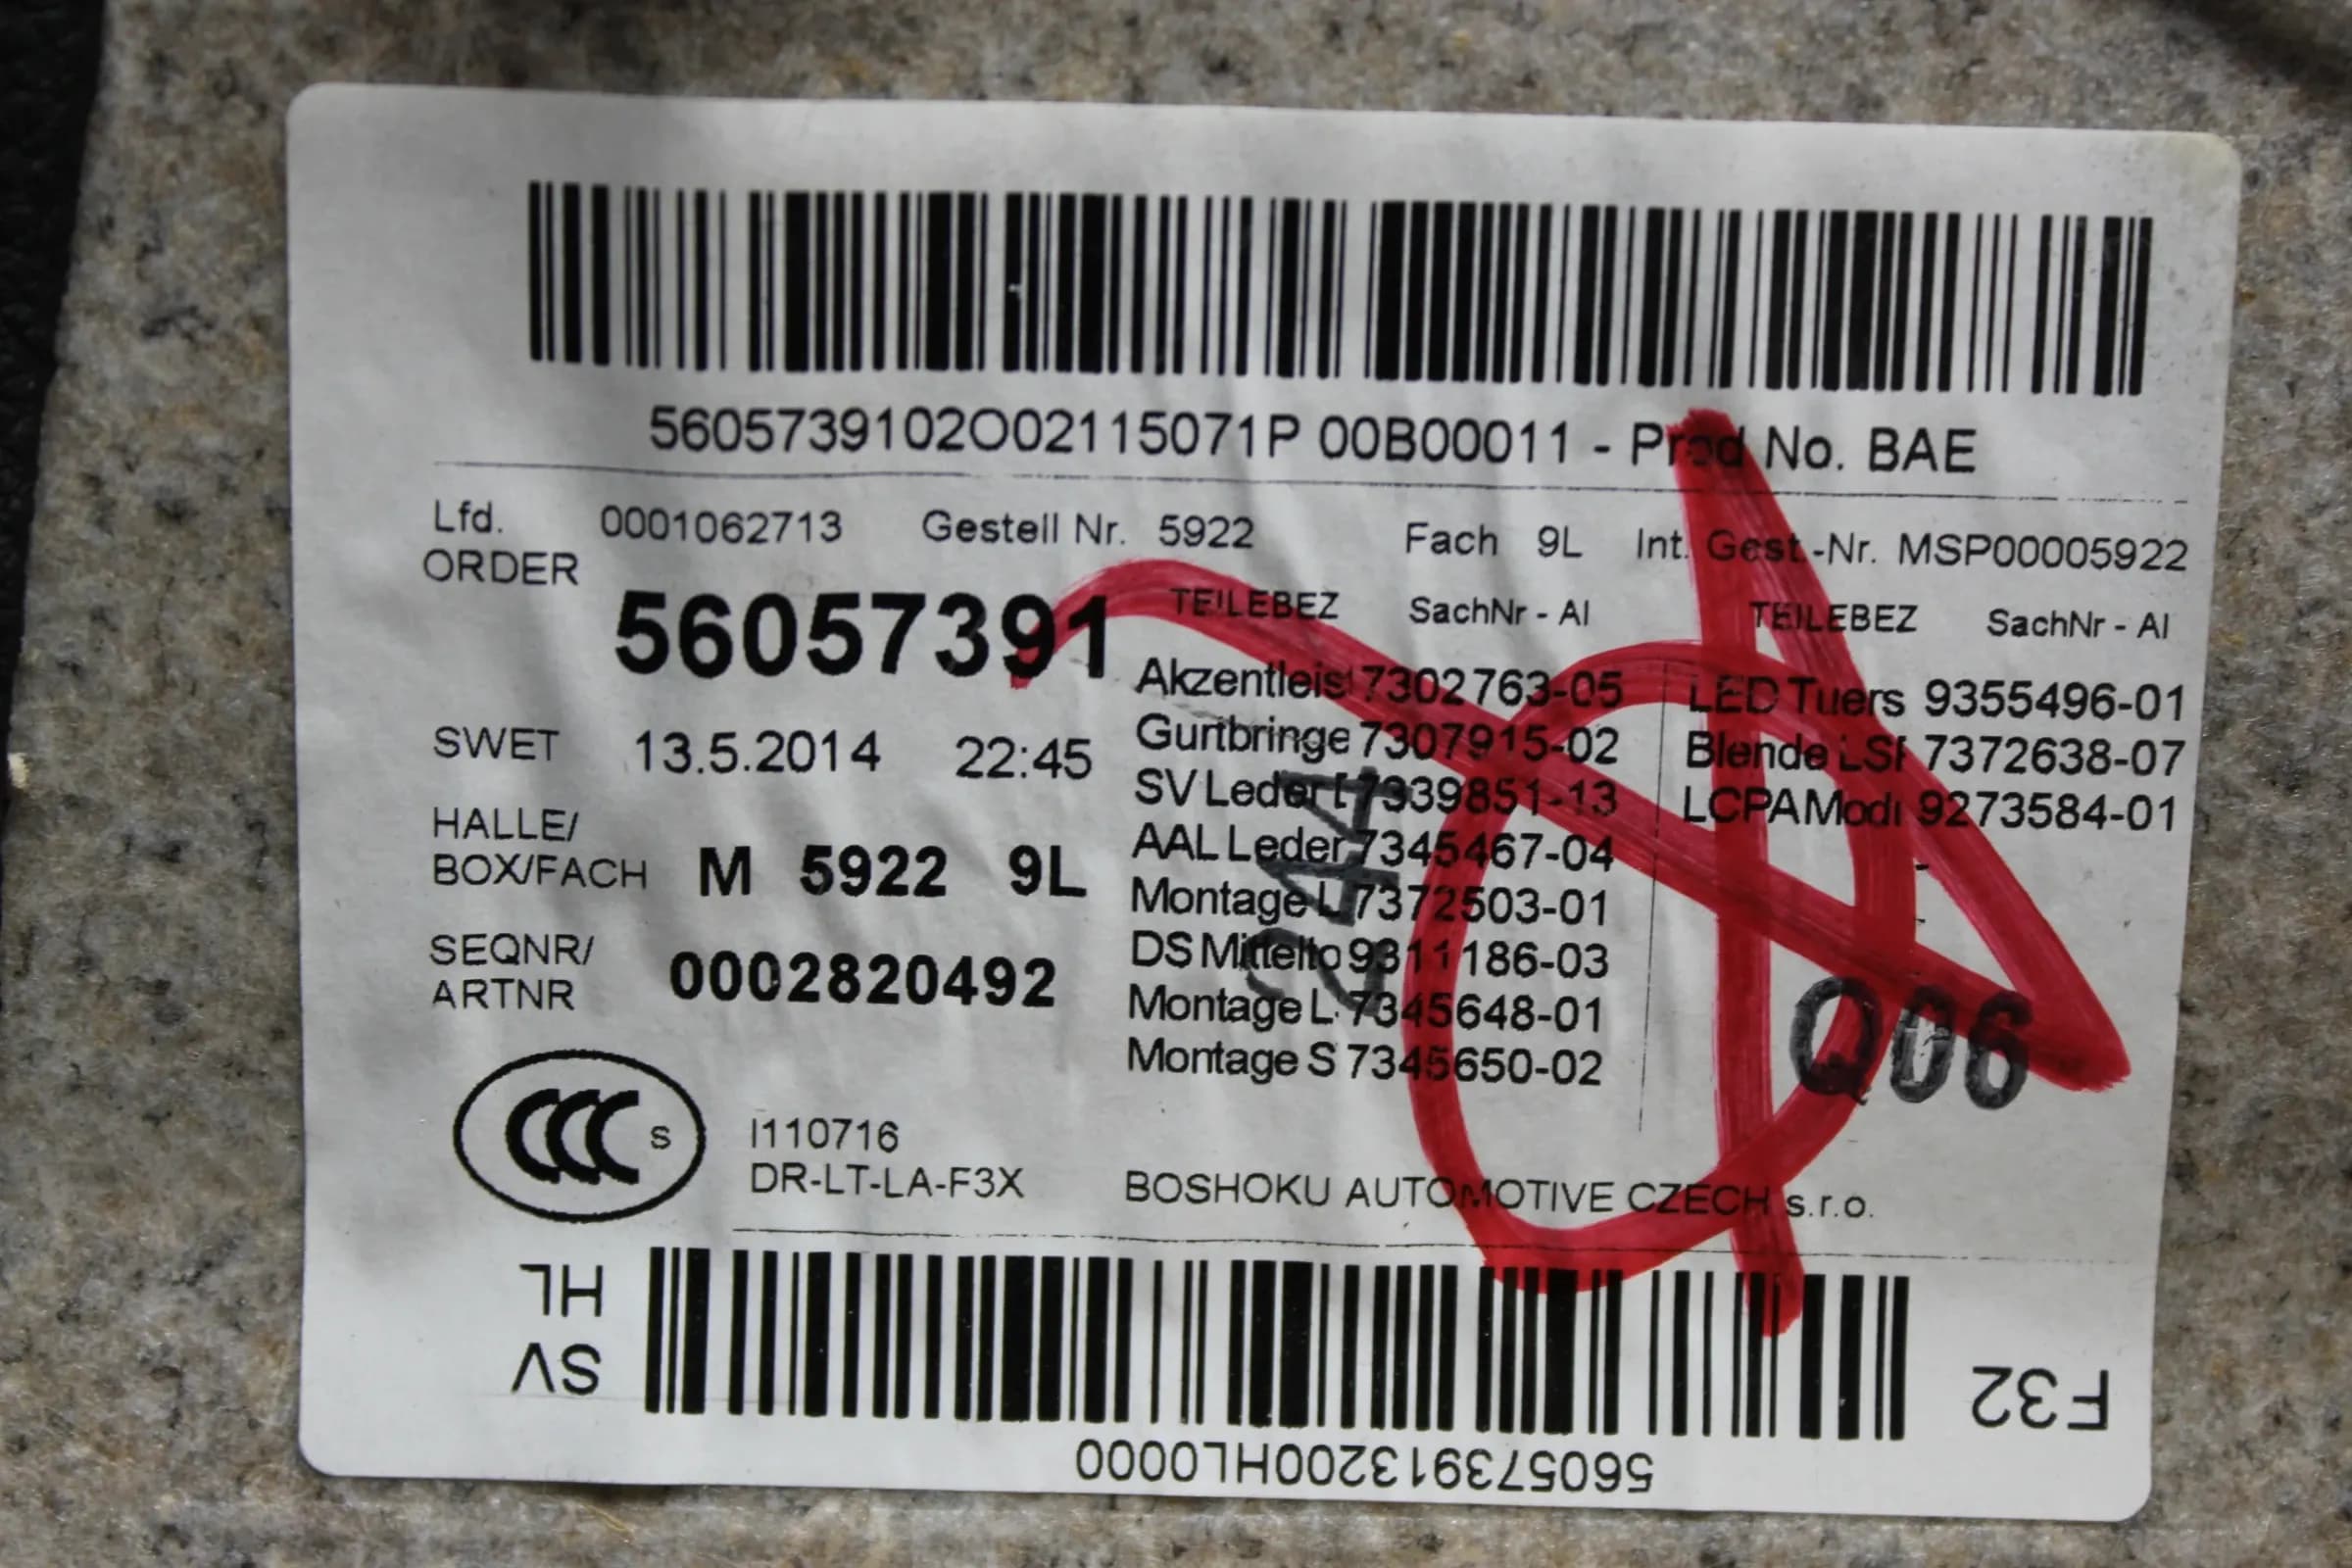 5605739102O02115071P 00B00011 - Prod No. BAE
Lfd. 0001062713 Gestell Nr. 5922 Fach 9L Int. Gest.-Nr. MSP00005922
ORDER 56057391
TEILEBEZ SachNr - AI TEILEBEZ SachNr - AI
Akzentleis 7302763-05 LED Tuers 9355496-01
Gurtbringe 7307915-02 Blende LSI 7372638-07
SV Leder [ 7339851-13 LCPA Modi 9273584-01
AAL Leder 7345467-04
Montage L 7372503-01
DS Mittelto 9311186-03
Montage L 7345648-01
Montage S 7345650-02
SWET 13.5.2014 22:45
HALLE/
BOX/FACH M 5922 9L
SEQNR/
ARTNR 0002820492
24A
Q06
CCC S
I110716
DR-LT-LA-F3X
BOSHOKU AUTOMOTIVE CZECH s.r.o.
HL
SV
F32
560573913200HL0000